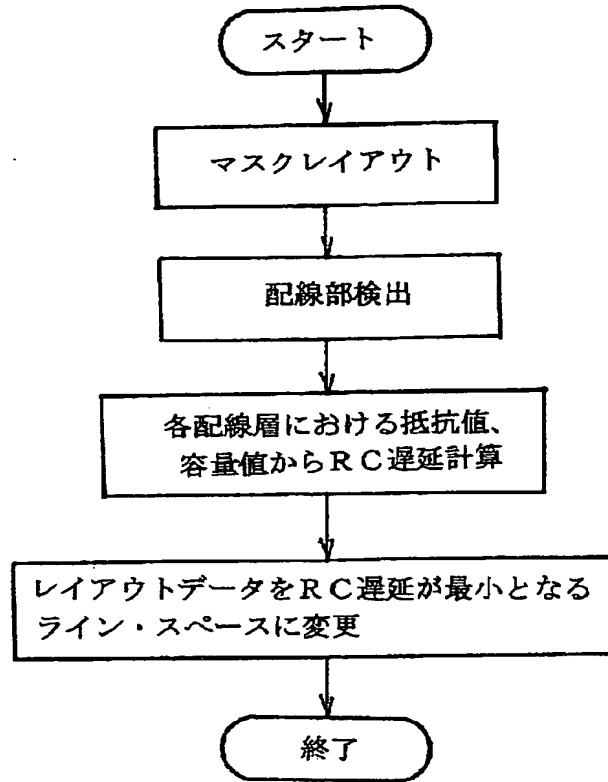 スタート
マスクレイアウト
配線部検出
各配線層における抵抗値、
容量値からＲＣ遅延計算
レイアウトデータをＲＣ遅延が最小となる
ライン・スペースに変更
終了